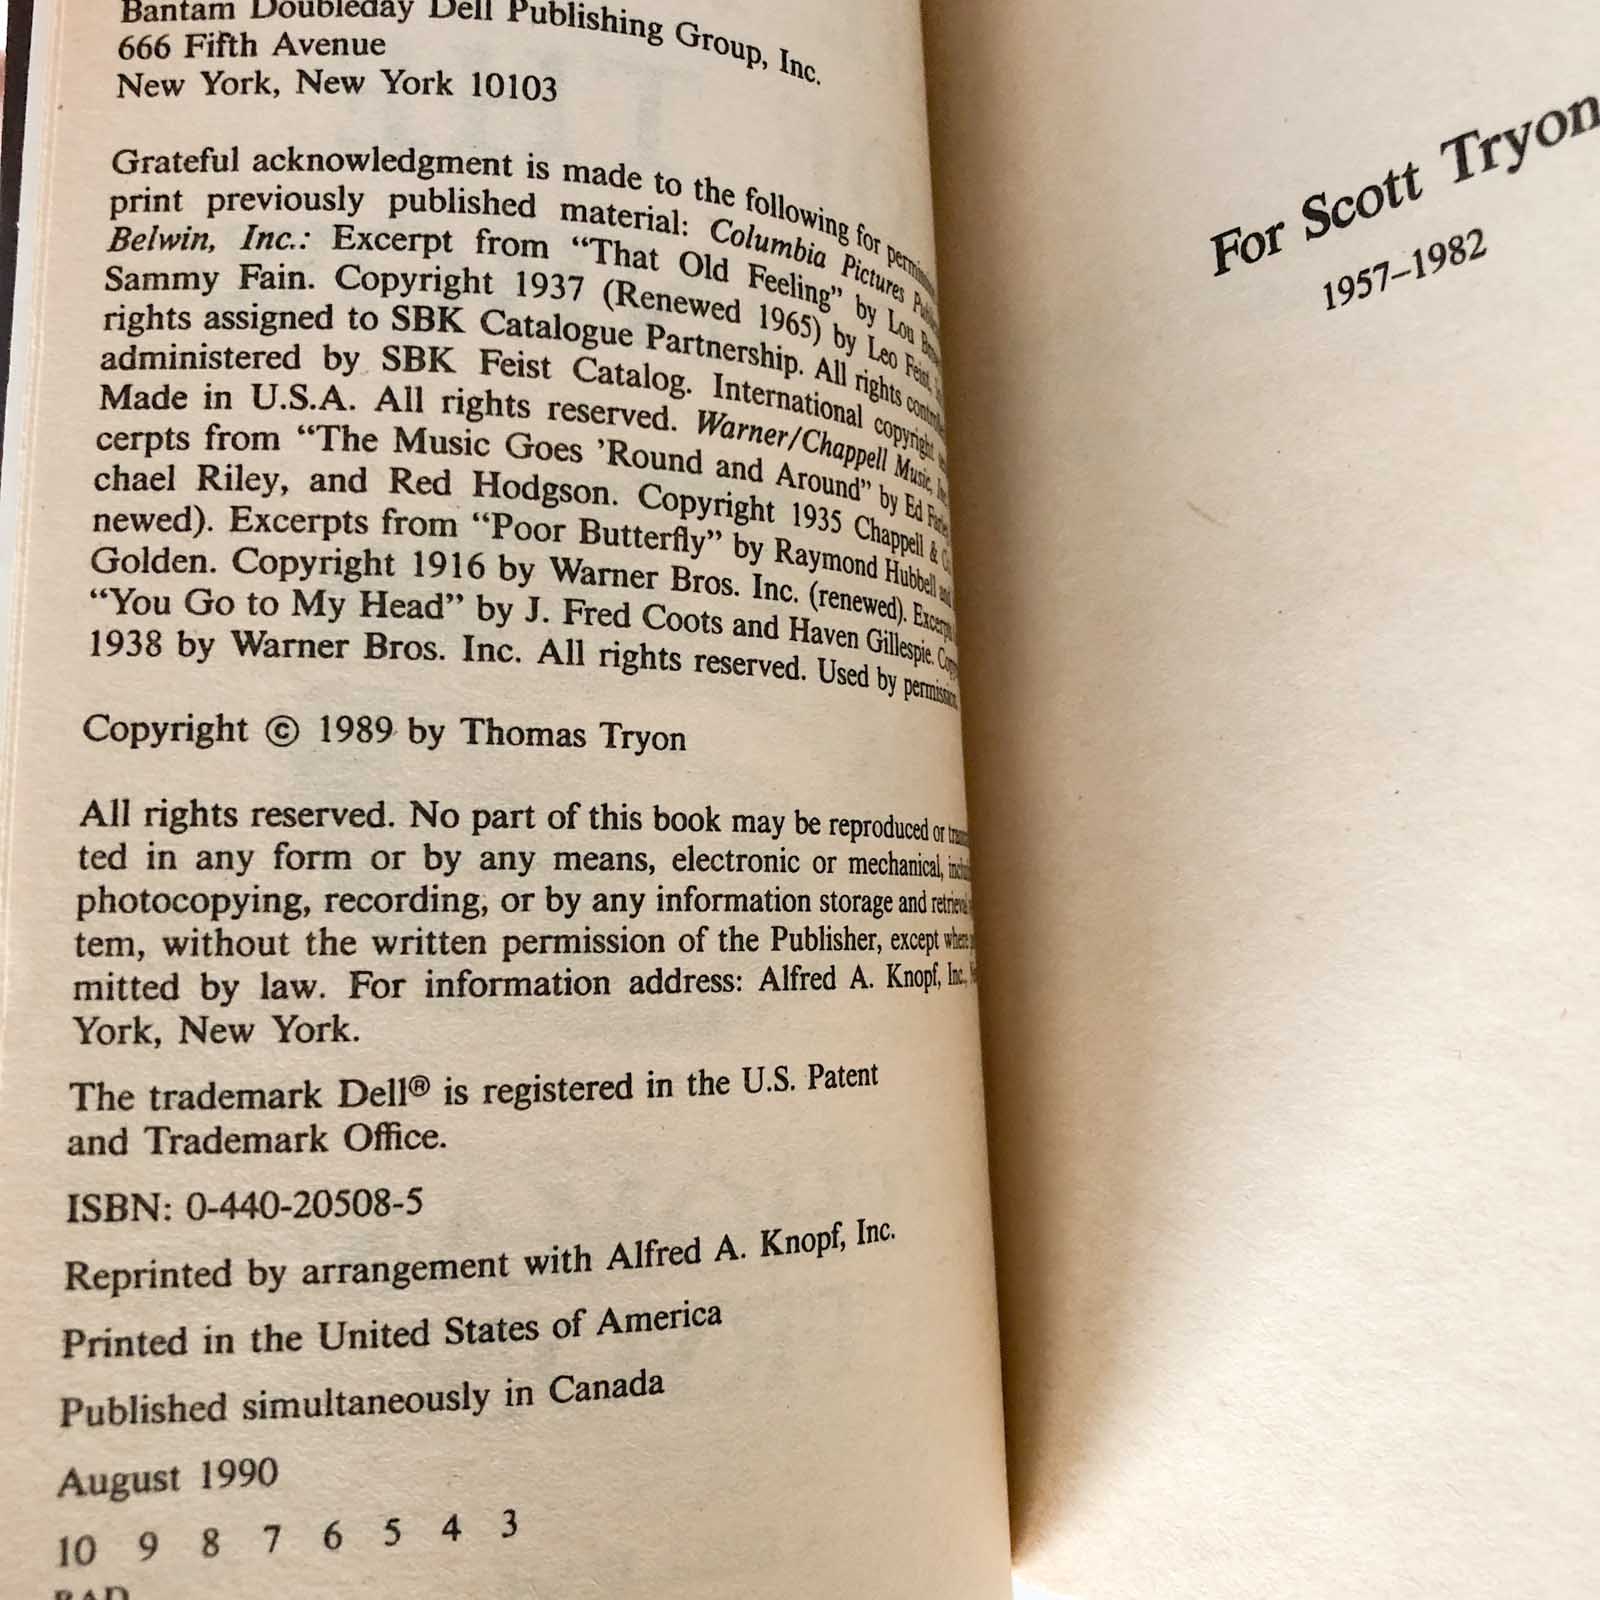 Bantam Doubleday Dell Publishing Group, Inc.
666 Fifth Avenue
New York, New York 10103
Grateful acknowledgment is made to the following for
print previously published material: Columbia Pictures
Belwin, Inc.: Excerpt from “That Old Feeling” by Lou
Sammy Fain. Copyright 1937 (Renewed 1965) by Leo Feist,
rights assigned to SBK Catalogue Partnership. All rights
administered by SBK Feist Catalog. International copyright
Made in U.S.A. All rights reserved. Warner/Chappell Music,
cerpts from “The Music Goes ’Round and Around” by Ed
chael Riley, and Red Hodgson. Copyright 1935 Chappell &
newed). Excerpts from “Poor Butterfly” by Raymond Hubbell and
Golden. Copyright 1916 by Warner Bros. Inc. (renewed).
“You Go to My Head” by J. Fred Coots and Haven Gillespie.
1938 by Warner Bros. Inc. All rights reserved. Used by permission.
Copyright © 1989 by Thomas Tryon
All rights reserved. No part of this book may be reproduced or
ted in any form or by any means, electronic or mechanical,
photocopying, recording, or by any information storage and
tem, without the written permission of the Publisher, except where
mitted by law. For information address: Alfred A. Knopf, Inc.,
York, New York.
The trademark Dell® is registered in the U.S. Patent
and Trademark Office.
ISBN: 0-440-20508-5
Reprinted by arrangement with Alfred A. Knopf, Inc.
Printed in the United States of America
Published simultaneously in Canada
August 1990
10 9 8 7 6 5 4 3
RAD
For Scott Tryon
1957–1982